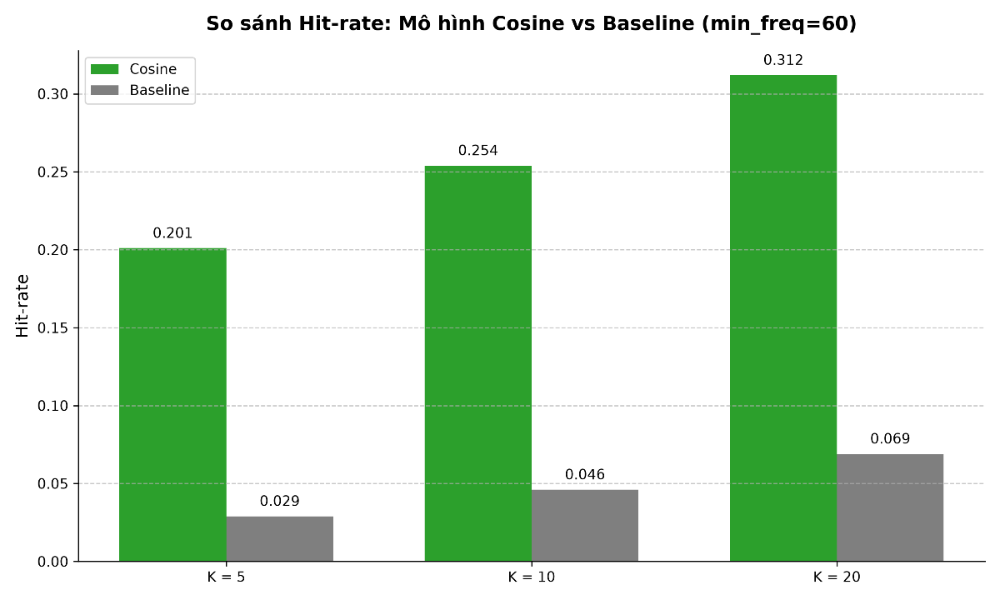 So sánh Hit-rate: Mô hình Cosine vs Baseline (min_freq=60)
Cosine
Baseline
Hit-rate
0.30
0.25
0.20
0.15
0.10
0.05
0.00
0.201
0.029
0.254
0.046
0.312
0.069
K = 5
K = 10
K = 20